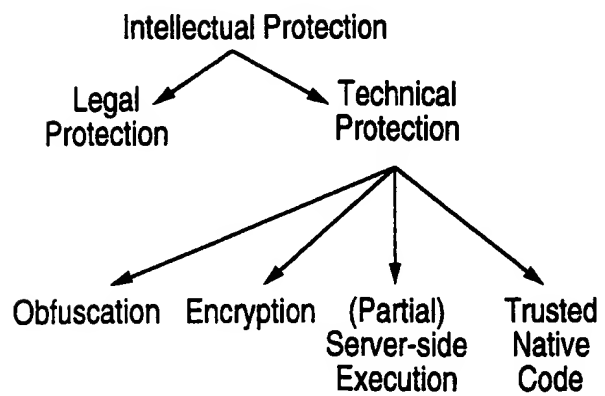 Intellectual Protection
Legal
Protection
Technical
Protection
Obfuscation
Encryption
(Partial)
Server-side
Execution
Trusted
Native
Code